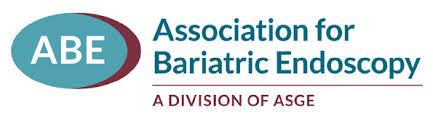 ABE
Association for
Bariatric Endoscopy
A DIVISION OF ASGE